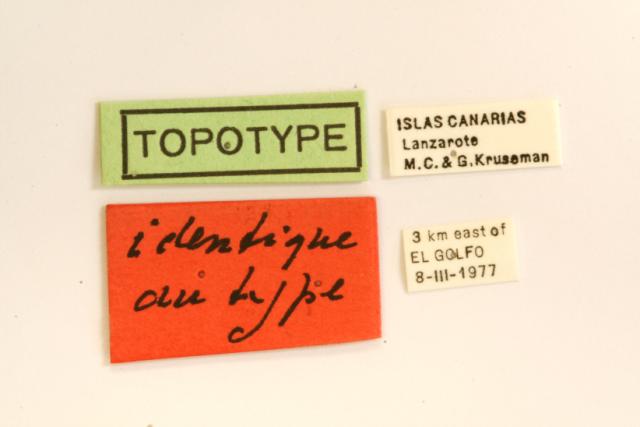 TOPOTYPE
ISLAS CANARIAS
Lanzarote
M.C. & G. Kruseman
identique
au type
3 km east of
EL GOLFO
8-III-1977